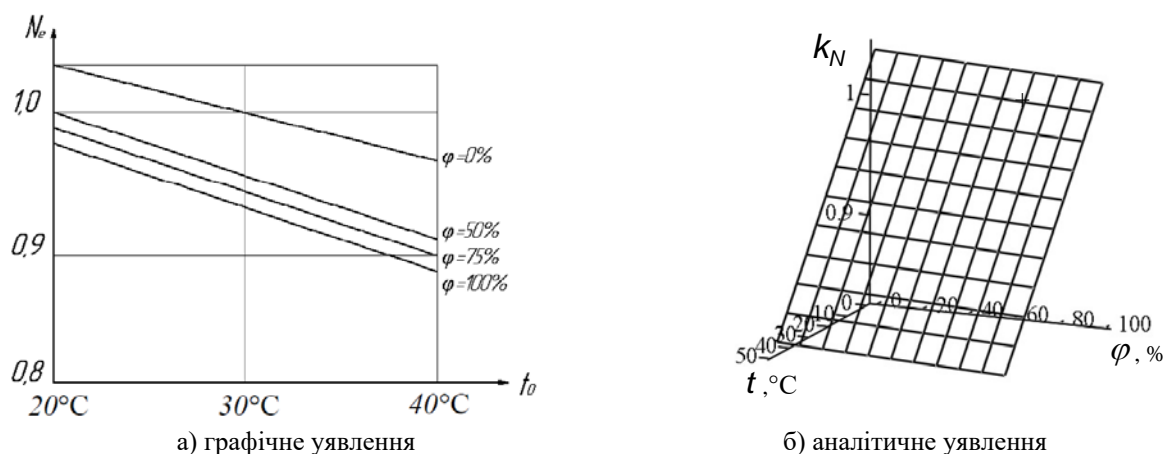 Nₑ
1,0
0,9
0,8
20°C
30°C
40°C
t₀
φ=0%
φ=50%
φ=75%
φ=100%
а) графічне уявлення
k_N
1
0.9
0
10
20
30
40
50
t ,°C
0
20
40
60
80
100
φ , %
б) аналітичне уявлення